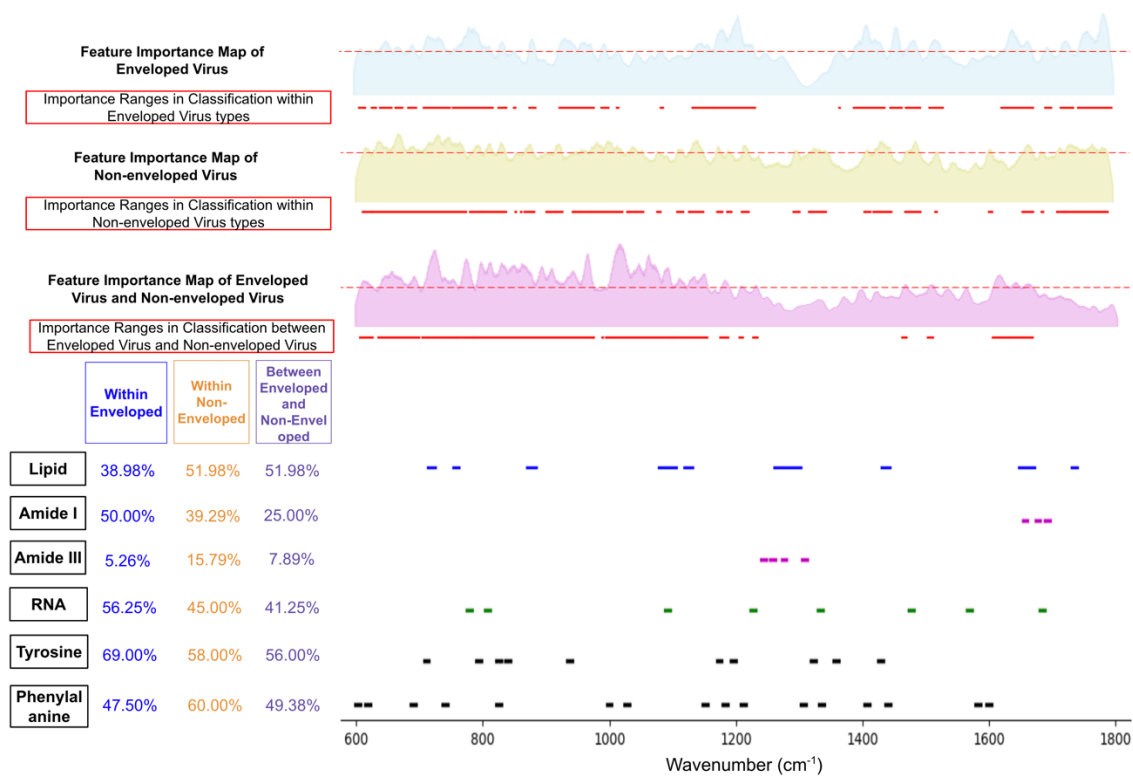 Feature Importance Map of
Enveloped Virus
Importance Ranges in Classification within
Enveloped Virus types
Feature Importance Map of
Non-enveloped Virus
Importance Ranges in Classification within
Non-enveloped Virus types
Feature Importance Map of Enveloped
Virus and Non-enveloped Virus
Importance Ranges in Classification between
Enveloped Virus and Non-enveloped Virus
Within
Enveloped
Within
Non-
Enveloped
Between
Enveloped
and
Non-Envel
oped
Lipid 38.98% 51.98% 51.98%
Amide I 50.00% 39.29% 25.00%
Amide III 5.26% 15.79% 7.89%
RNA 56.25% 45.00% 41.25%
Tyrosine 69.00% 58.00% 56.00%
Phenylal
anine 47.50% 60.00% 49.38%
600 800 1000 1200 1400 1600 1800
Wavenumber (cm⁻¹)